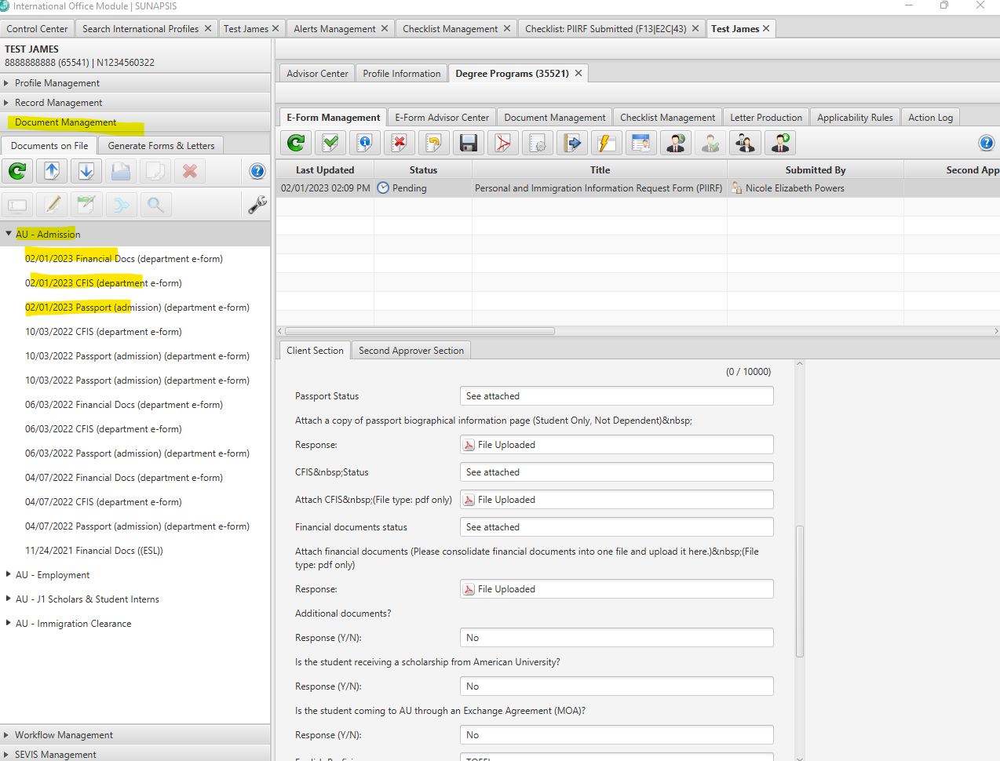 International Office Module | SUNAPSIS
Control Center
Search International Profiles
Test James
Alerts Management
Checklist Management
Checklist: PIIRF Submitted (F13|E2C|43)
Test James
TEST JAMES
8888888888 (65541) | N1234560322
Profile Management
Record Management
Document Management
Documents on File
Generate Forms & Letters
AU - Admission
02/01/2023 Financial Docs (department e-form)
02/01/2023 CFIS (department e-form)
02/01/2023 Passport (admission) (department e-form)
10/03/2022 CFIS (department e-form)
10/03/2022 Passport (admission) (department e-form)
10/03/2022 Passport (admission) (department e-form)
06/03/2022 Financial Docs (department e-form)
06/03/2022 CFIS (department e-form)
06/03/2022 Passport (admission) (department e-form)
04/07/2022 Financial Docs (department e-form)
04/07/2022 CFIS (department e-form)
04/07/2022 Passport (admission) (department e-form)
11/24/2021 Financial Docs ((ESL))
AU - Employment
AU - J1 Scholars & Student Interns
AU - Immigration Clearance
Workflow Management
SEVIS Management
Advisor Center
Profile Information
Degree Programs (35521)
E-Form Management
E-Form Advisor Center
Document Management
Checklist Management
Letter Production
Applicability Rules
Action Log
Last Updated
Status
Title
Submitted By
Second App
02/01/2023 02:09 PM
Pending
Personal and Immigration Information Request Form (PIIRF)
Nicole Elizabeth Powers
Client Section
Second Approver Section
(0 / 10000)
Passport Status
See attached
Attach a copy of passport biographical information page (Student Only, Not Dependent)&nbsp;
Response:
File Uploaded
CFIS&nbsp;Status
See attached
Attach CFIS&nbsp;(File type: pdf only)
File Uploaded
Financial documents status
See attached
Attach financial documents (Please consolidate financial documents into one file and upload it here.)&nbsp;(File
type: pdf only)
Response:
File Uploaded
Additional documents?
Response (Y/N):
No
Is the student receiving a scholarship from American University?
Response (Y/N):
No
Is the student coming to AU through an Exchange Agreement (MOA)?
Response (Y/N):
No